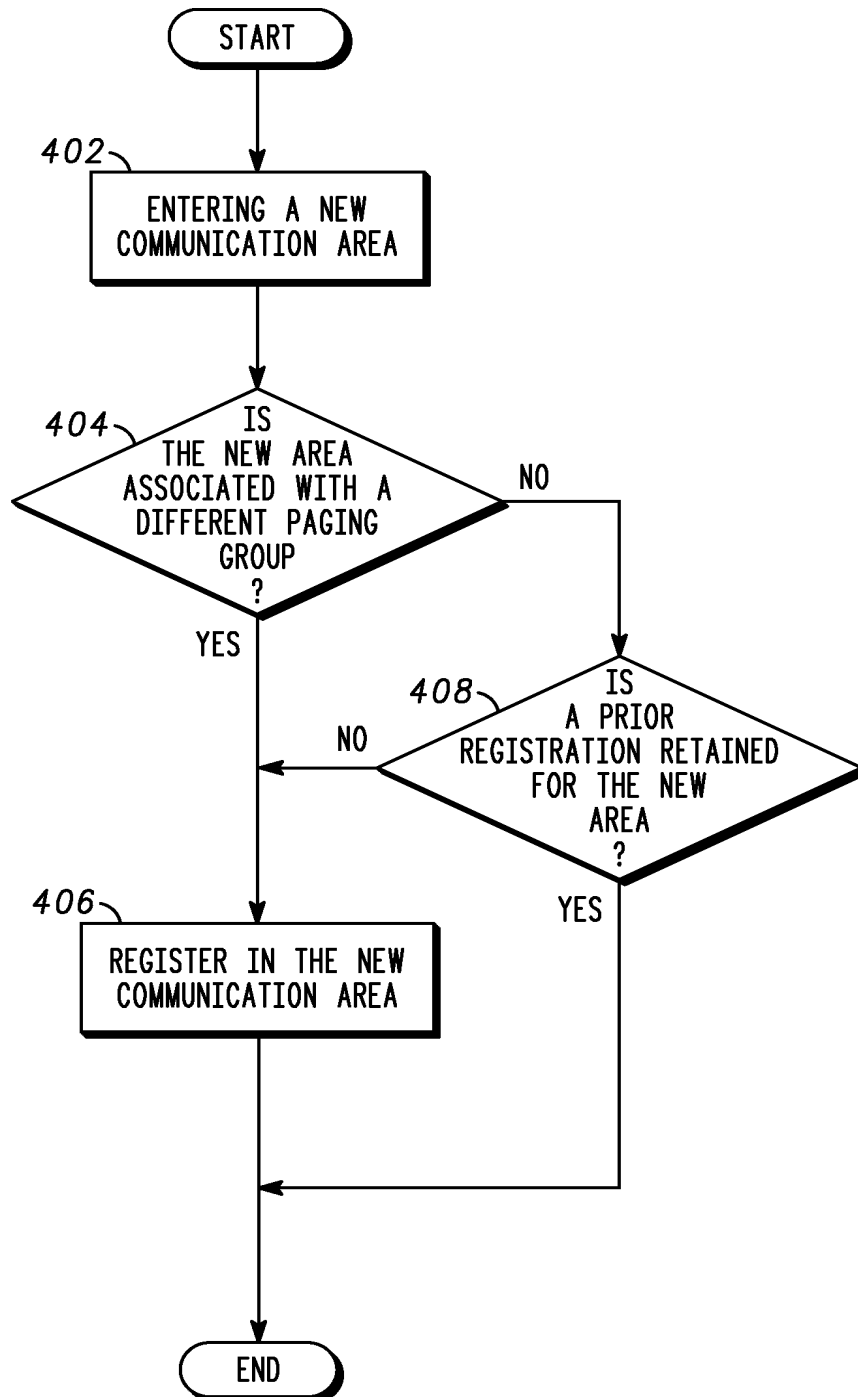 START
402
ENTERING A NEW
COMMUNICATION AREA
404
IS
THE NEW AREA
ASSOCIATED WITH A
DIFFERENT PAGING
GROUP
?
NO
YES
408
IS
A PRIOR
REGISTRATION RETAINED
FOR THE NEW
AREA
?
NO
YES
406
REGISTER IN THE NEW
COMMUNICATION AREA
END